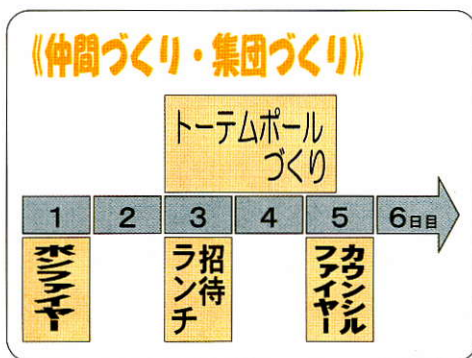 《仲間づくり・集団づくり》
トーテムポール
づくり
1 2 3 4 5 6日目
ボンファイヤー
招待
ランチ
カウンシル
ファイヤー